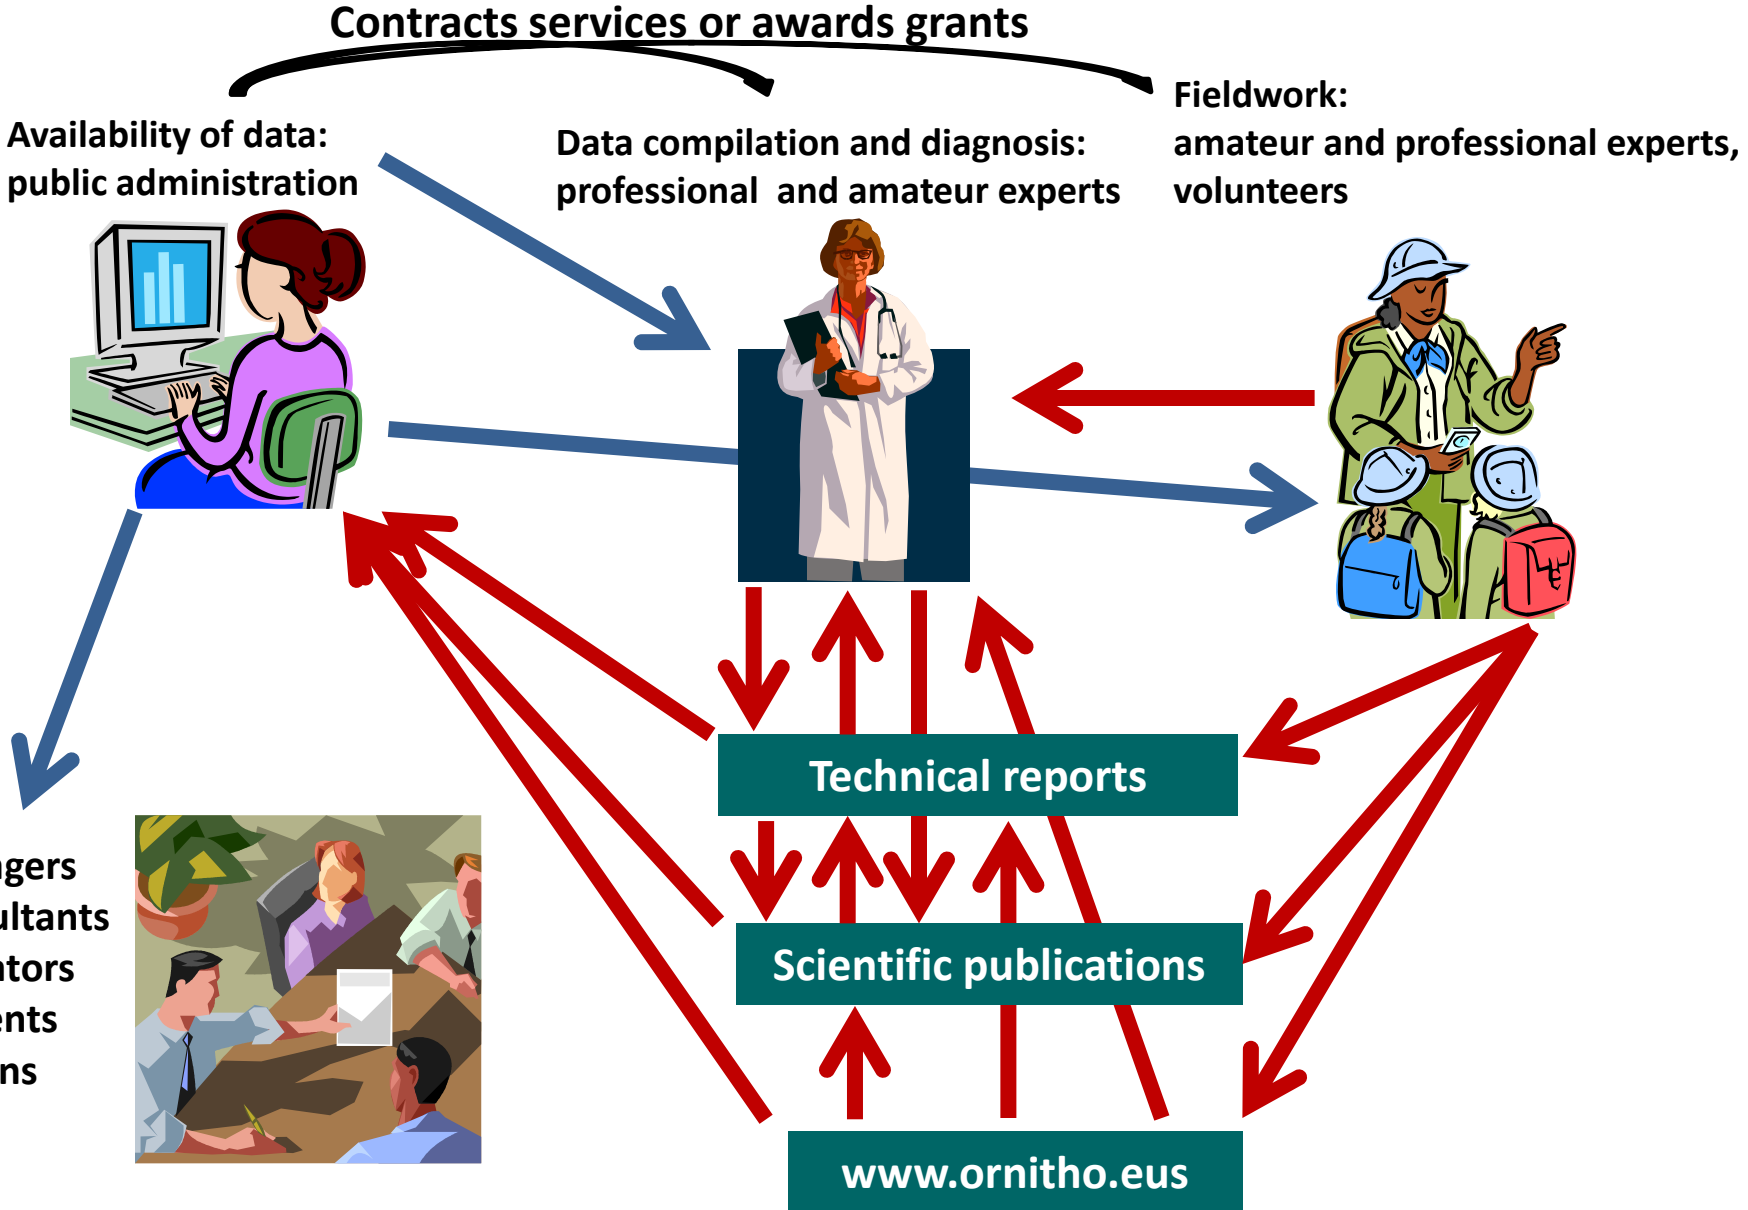 Contracts services or awards grants
Availability of data:
public administration
Data compilation and diagnosis:
professional and amateur experts
Fieldwork:
amateur and professional experts,
volunteers
Technical reports
Scientific publications
www.ornitho.eus